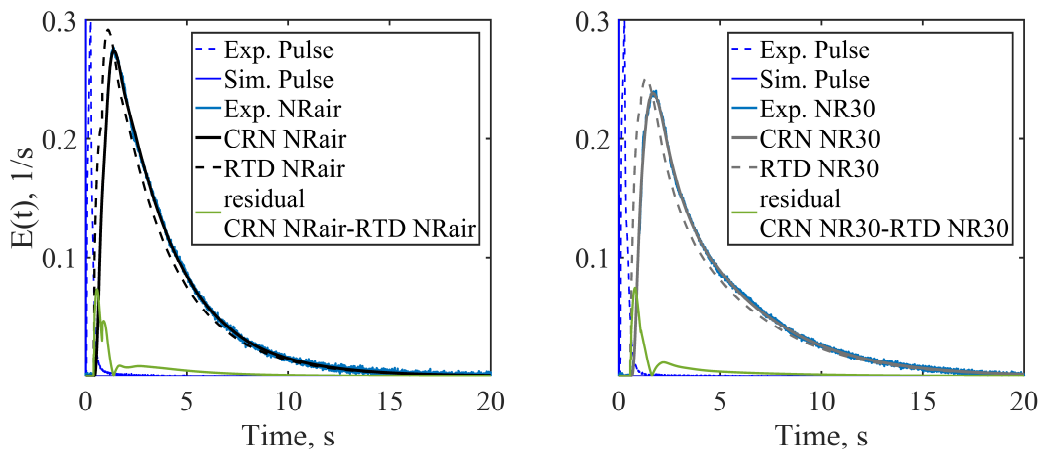 0.3
0.2
0.1
E(t), 1/s
Exp. Pulse
Sim. Pulse
Exp. NRair
CRN NRair
RTD NRair
residual
CRN NRair-RTD NRair
0 5 10 15 20
Time, s
0.3
0.2
0.1
Exp. Pulse
Sim. Pulse
Exp. NR30
CRN NR30
RTD NR30
residual
CRN NR30-RTD NR30
0 5 10 15 20
Time, s